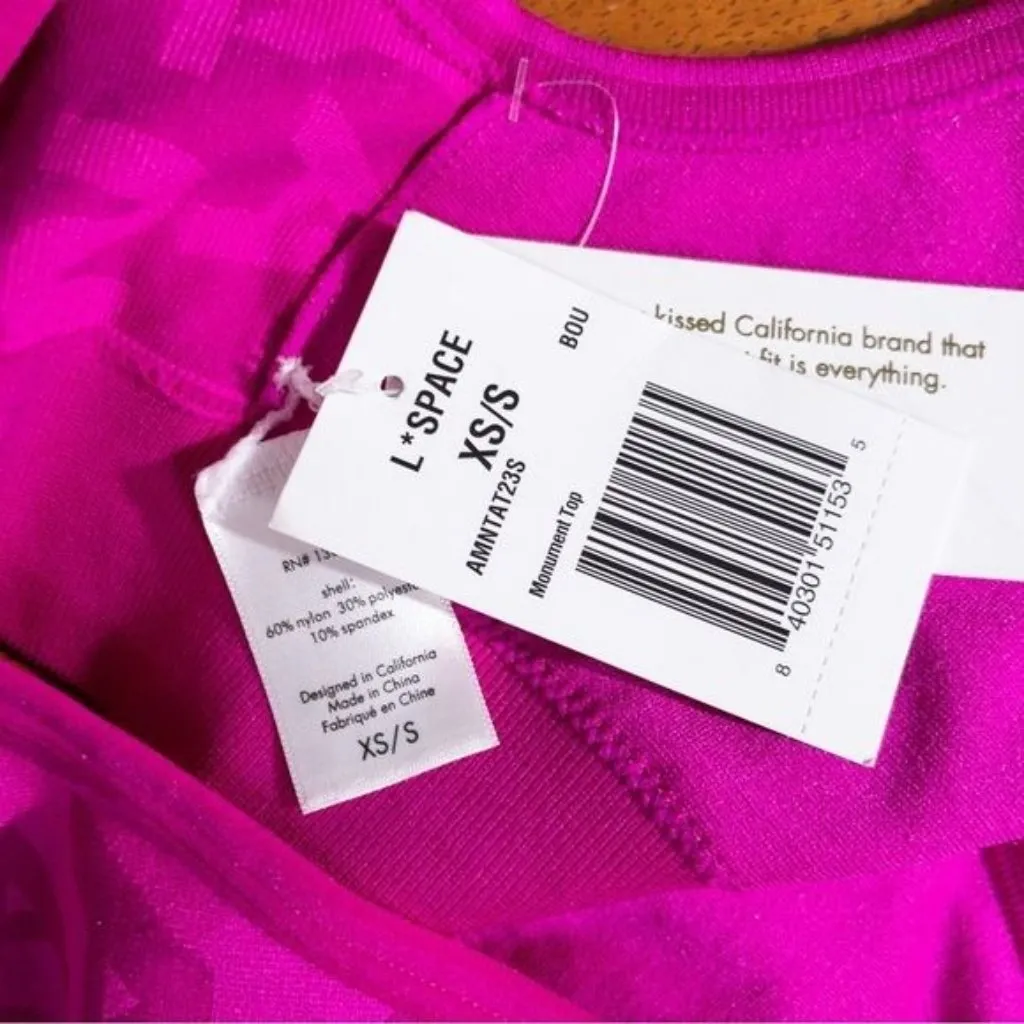 L*SPACE
XS/S
AMNTAT23S
BOU
Monument Top
8 40301 51153 5
kissed California brand that
fit is everything.
RN#
shell:
60% nylon 30%
10% spandex
Designed in California
Made in China
Fabriqué en Chine
XS/S